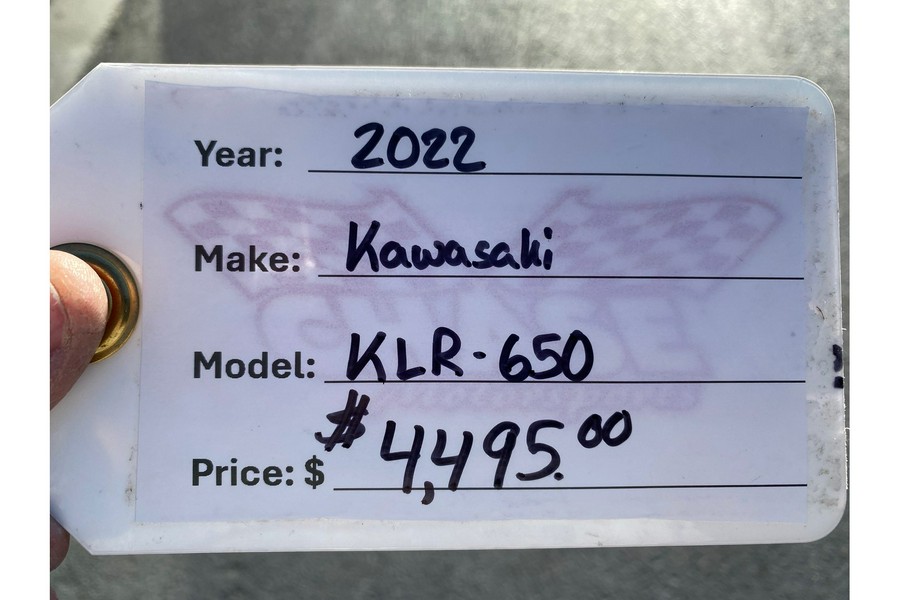 Year: 2022
Make: Kawasaki
Model: KLR-650
Price: $ $4,495.00